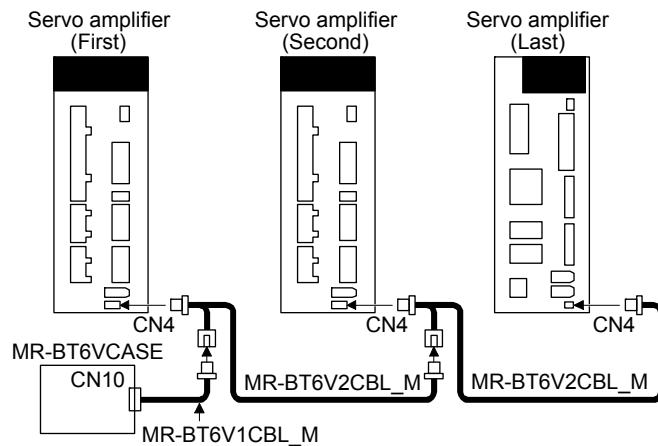 Servo amplifier
(First)
Servo amplifier
(Second)
Servo amplifier
(Last)
CN4
CN4
CN4
MR-BT6VCASE
CN10
MR-BT6V2CBL_M
MR-BT6V2CBL_M
MR-BT6V1CBL_M